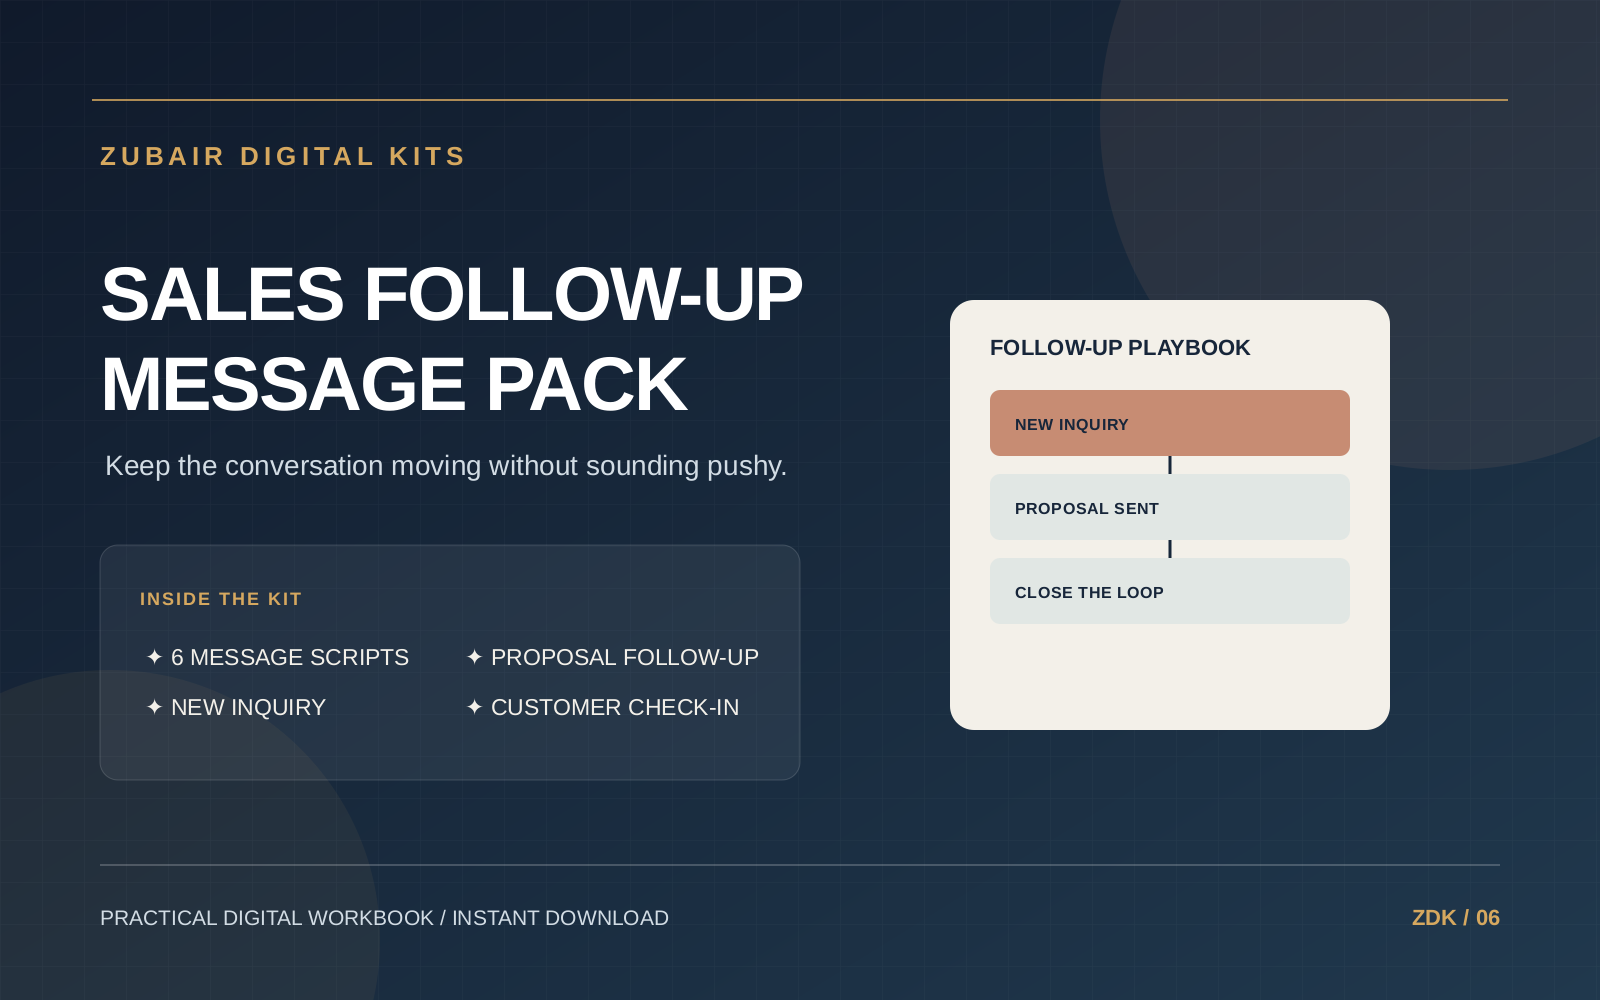 ZUBAIR DIGITAL KITS
SALES FOLLOW-UP
MESSAGE PACK
Keep the conversation moving without sounding pushy.
INSIDE THE KIT
✦ 6 MESSAGE SCRIPTS
✦ PROPOSAL FOLLOW-UP
✦ NEW INQUIRY
✦ CUSTOMER CHECK-IN
FOLLOW-UP PLAYBOOK
NEW INQUIRY
PROPOSAL SENT
CLOSE THE LOOP
PRACTICAL DIGITAL WORKBOOK / INSTANT DOWNLOAD
ZDK / 06